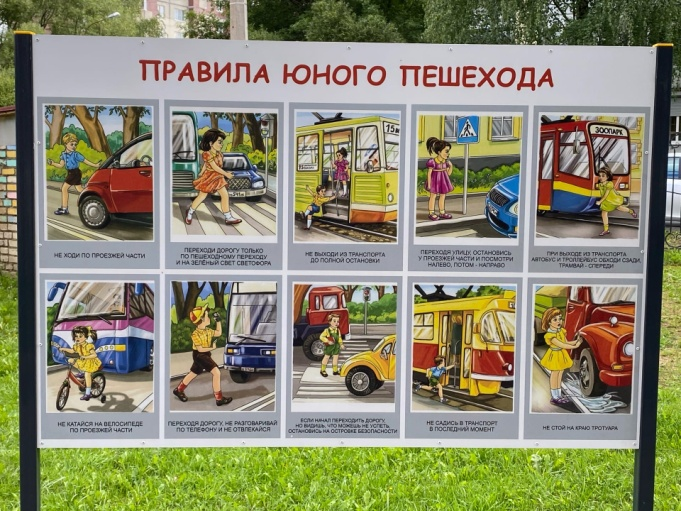 ПРАВИЛА ЮНОГО ПЕШЕХОДА
15
ЗООПАРК
НЕ ХОДИ ПО ПРОЕЗЖЕЙ ЧАСТИ
ПЕРЕХОДИ ДОРОГУ ТОЛЬКО
ПО ПЕШЕХОДНОМУ ПЕРЕХОДУ
И НА ЗЕЛЁНЫЙ СВЕТ СВЕТОФОРА
НЕ ВЫХОДИ ИЗ ТРАНСПОРТА
ДО ПОЛНОЙ ОСТАНОВКИ
ПЕРЕХОДЯ УЛИЦУ, ОСТАНОВИСЬ
У ПРОЕЗЖЕЙ ЧАСТИ И ПОСМОТРИ
НАЛЕВО, ПОТОМ - НАПРАВО
ПРИ ВЫХОДЕ ИЗ ТРАНСПОРТА
АВТОБУС И ТРОЛЛЕЙБУС ОБХОДИ СЗАДИ,
ТРАМВАЙ - СПЕРЕДИ
НЕ КАТАЙСЯ НА ВЕЛОСИПЕДЕ
ПО ПРОЕЗЖЕЙ ЧАСТИ
ПЕРЕХОДЯ ДОРОГУ, НЕ РАЗГОВАРИВАЙ
ПО ТЕЛЕФОНУ И НЕ ОТВЛЕКАЙСЯ
ЕСЛИ НАЧАЛ ПЕРЕХОДИТЬ ДОРОГУ,
НО ВИДИШЬ, ЧТО МОЖЕШЬ НЕ УСПЕТЬ,
ОСТАНОВИСЬ НА ОСТРОВКЕ БЕЗОПАСНОСТИ
НЕ САДИСЬ В ТРАНСПОРТ
В ПОСЛЕДНИЙ МОМЕНТ
НЕ СТОЙ НА КРАЮ ТРОТУАРА